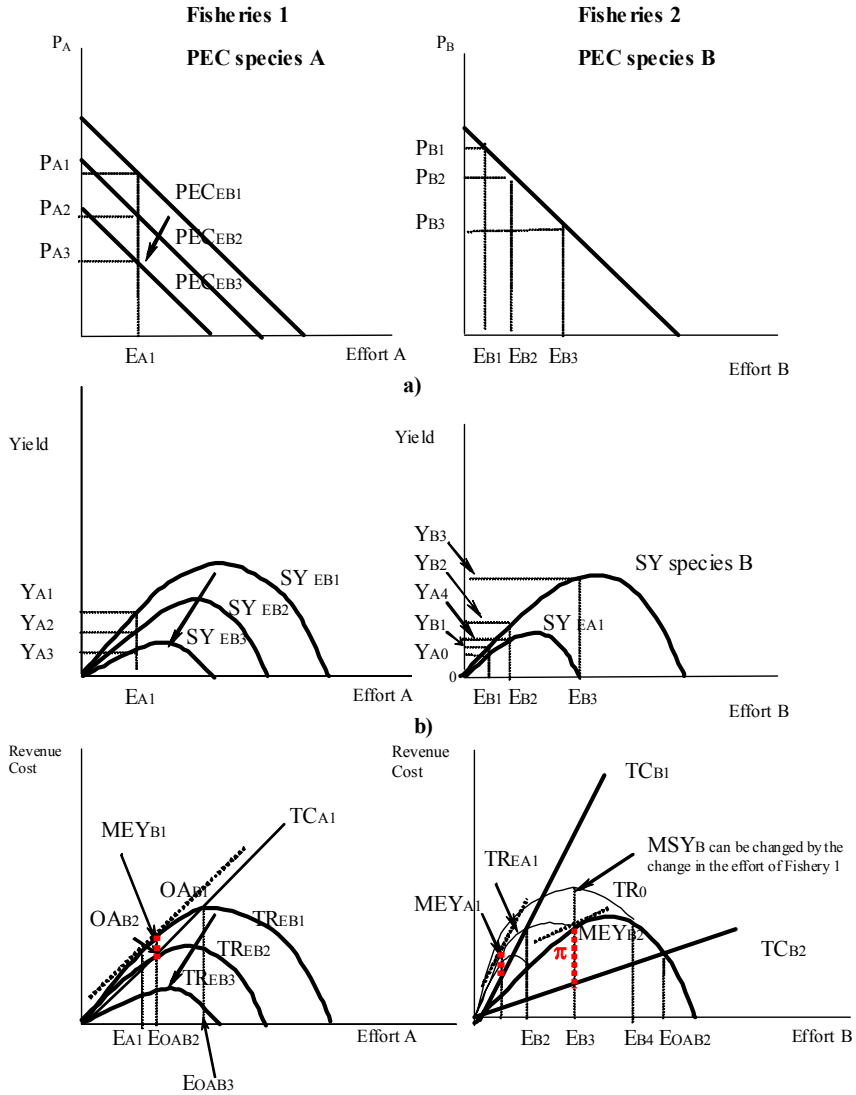 Fisheries 1
Fisheries 2
PEC species A
PEC species B
PA
PB
PA1
PA2
PA3
PECEB1
PECEB2
PECEB3
EA1
Effort A
PB1
PB2
PB3
EB1
EB2
EB3
Effort B
a)
Yield
YA1
YA2
YA3
SY EB1
SY EB2
SY EB3
EA1
Effort A
Yield
YB3
YB2
YA4
YB1
YA0
0
SY species B
SY EA1
EB1
EB2
EB3
Effort B
b)
Revenue
Cost
MEYB1
OAB1
OAB2
TCA1
TREB1
TREB2
TREB3
EA1
EOAB2
EOAB3
Effort A
Revenue
Cost
TCB1
MSYB can be changed by the
change in the effort of Fishery 1
TREA1
TR0
MEYA1
MEYB2
π
TCB2
EB2
EB3
EB4
EOAB2
Effort B